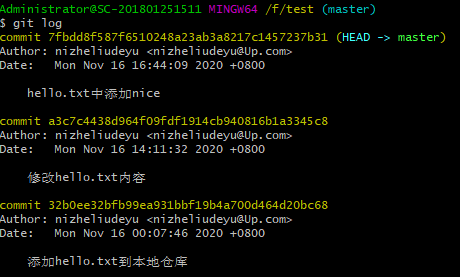 Administrator@SC-201801251511 MINGW64 /f/test (master)
$ git log
commit 7fbdd8f587f6510248a23ab3a8217c1457237b31 (HEAD -> master)
Author: nizheliudeyu <nizheliudeyu@Up.com>
Date:   Mon Nov 16 16:44:09 2020 +0800
hello.txt中添加nice
commit a3c7c4438d964f09fdf1914cb940816b1a3345c8
Author: nizheliudeyu <nizheliudeyu@Up.com>
Date:   Mon Nov 16 14:11:32 2020 +0800
修改hello.txt内容
commit 32b0ee32bfb99ea931bbf19b4a700d464d20bc68
Author: nizheliudeyu <nizheliudeyu@Up.com>
Date:   Mon Nov 16 00:07:46 2020 +0800
添加hello.txt到本地仓库